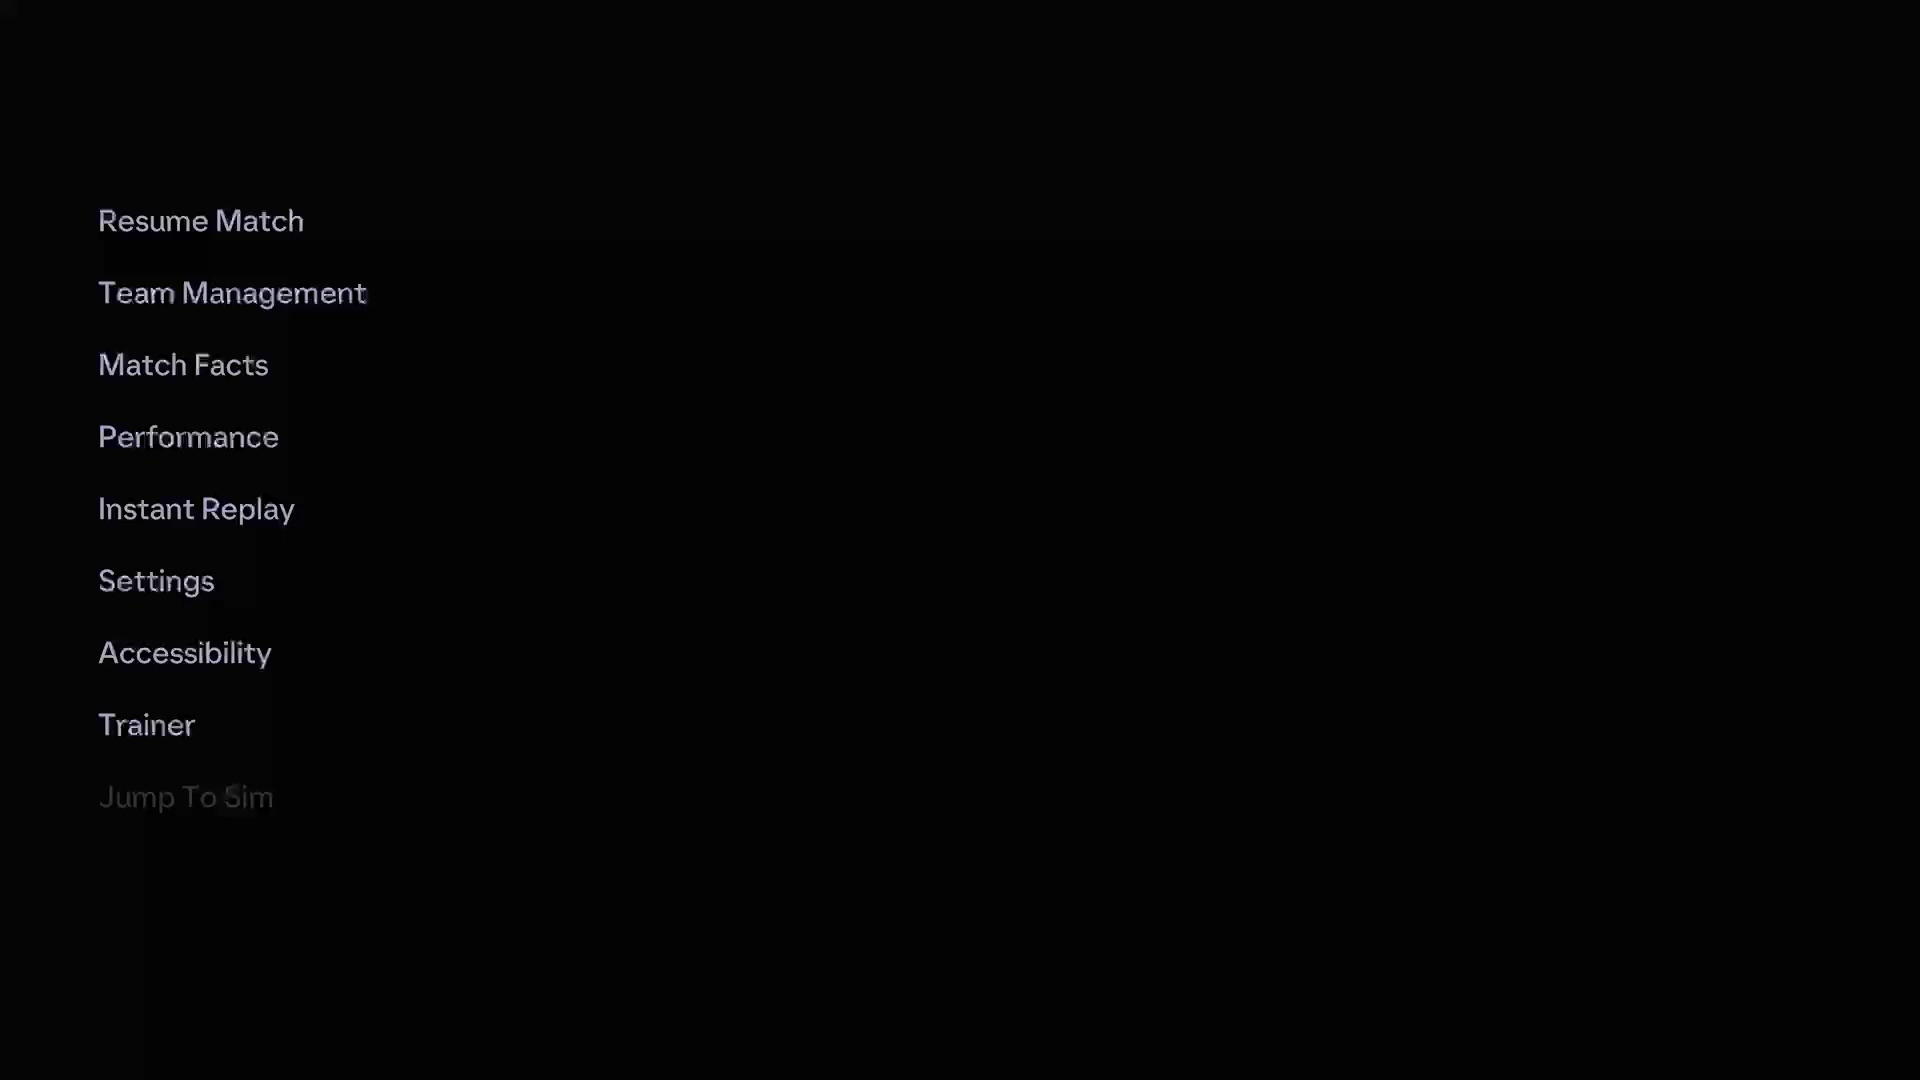 Resume Match
Team Management
Match Facts
Performance
Instant Replay
Settings
Accessibility
Trainer
Jump To Sim